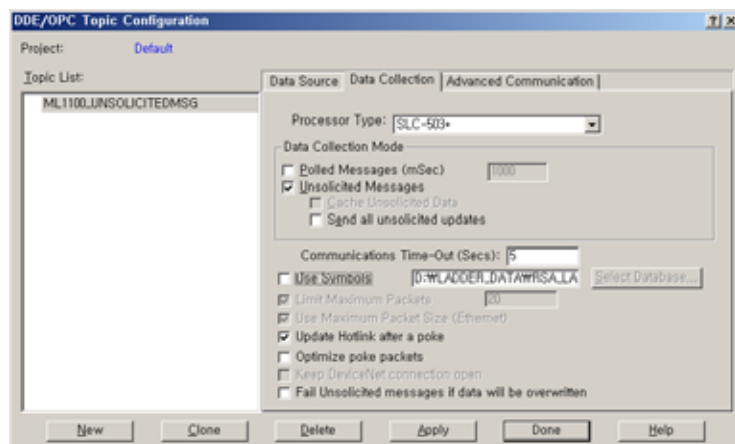 DDE/OPC Topic Configuration
Project: Default
Topic List:
ML1100_UNSOLICITEDMSG
Data Source Data Collection Advanced Communication
Processor Type: SLC-503+
Data Collection Mode
Polled Messages (mSec) 1000
Unsolicited Messages
Cache Unsolicited Data
Send all unsolicited updates
Communications Time-Out (Secs): 5
Use Symbols D:₩LADDER_DATA₩RSA_LA Select Database...
Limit Maximum Packets 20
Use Maximum Packet Size (Ethernet)
Update Hotlink after a poke
Optimize poke packets
Keep DeviceNet connection open
Fail Unsolicited messages if data will be overwritten
New Clone Delete Apply Done Help